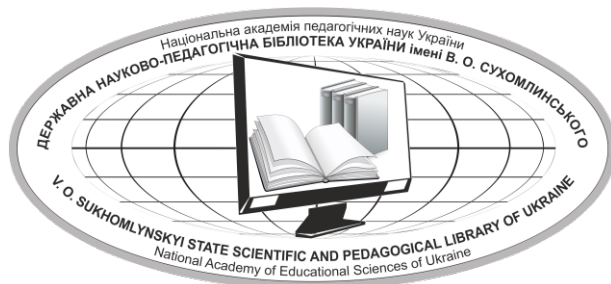 Національна академія педагогічних наук України
ДЕРЖАВНА НАУКОВО-ПЕДАГОГІЧНА БІБЛІОТЕКА УКРАЇНИ імені В. О. СУХОМЛИНСЬКОГО
V. O. SUKHOMLYNSKYI STATE SCIENTIFIC AND PEDAGOGICAL LIBRARY OF UKRAINE
National Academy of Educational Sciences of Ukraine